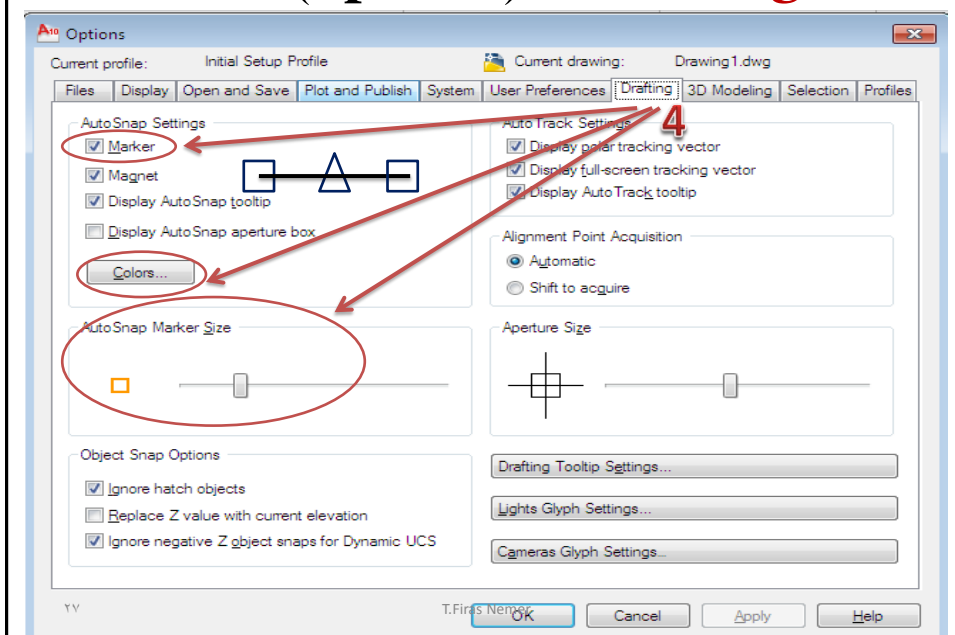 Options
Current profile: Initial Setup Profile Current drawing: Drawing1.dwg
Files Display Open and Save Plot and Publish System User Preferences Drafting 3D Modeling Selection Profiles
AutoSnap Settings
Marker
Magnet
Display AutoSnap tooltip
Display AutoSnap aperture box
Colors...
AutoTrack Settings
4
Display polar tracking vector
Display full-screen tracking vector
Display AutoTrack tooltip
Alignment Point Acquisition
Automatic
Shift to acquire
AutoSnap Marker Size
Aperture Size
Object Snap Options
Ignore hatch objects
Replace Z value with current elevation
Ignore negative Z object snaps for Dynamic UCS
Drafting Tooltip Settings...
Lights Glyph Settings...
Cameras Glyph Settings...
٢٧ T.Firas Nemer
OK Cancel Apply Help